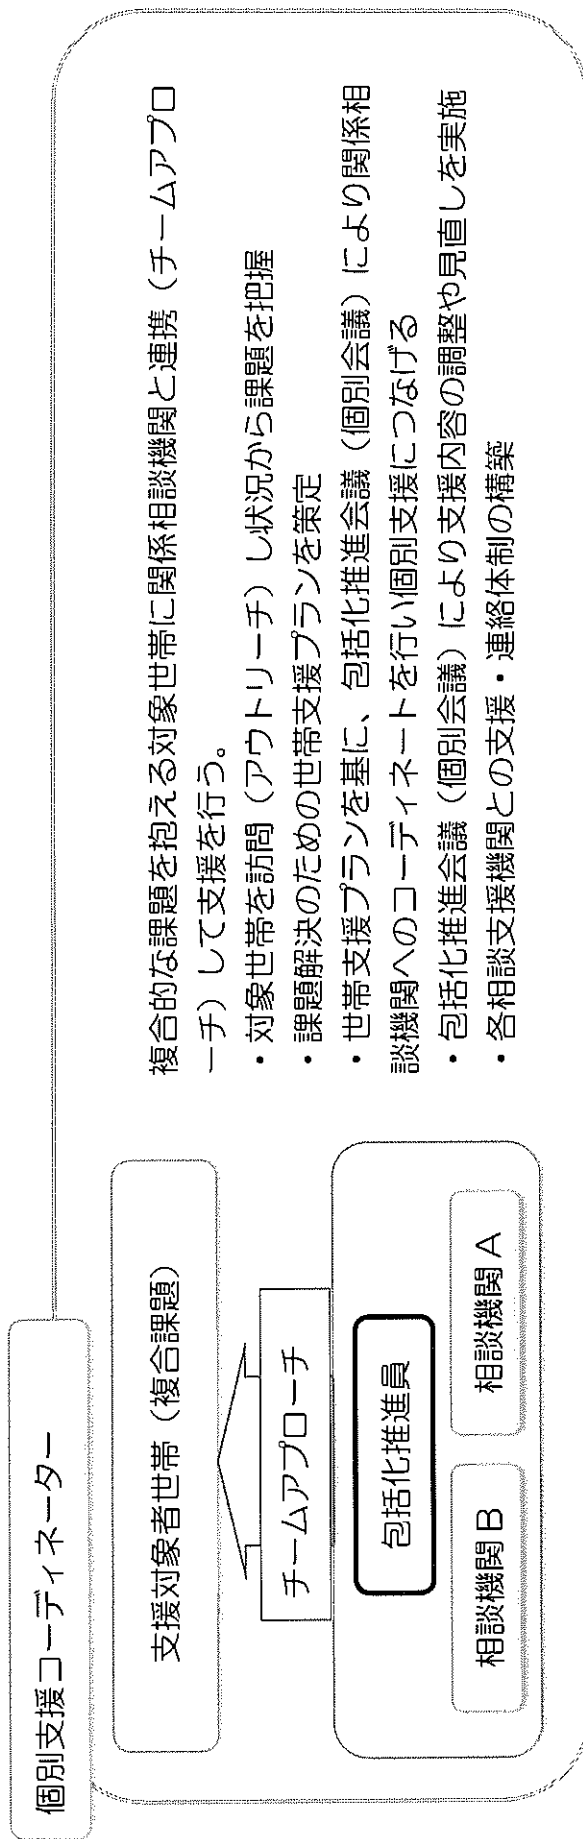 個別支援コーディネーター
支援対象者世帯（複合課題）
チームアプローチ
包括化推進員
相談機関 B
相談機関 A
複合的な課題を抱える対象世帯に関係相談機関と連携（チームアプロ
ーチ）して支援を行う。
・対象世帯を訪問（アウトリーチ）し状況から課題を把握
・課題解決のための世帯支援プランを策定
・世帯支援プランを基に、包括化推進会議（個別会議）により関係相
談機関へのコーディネートを行い個別支援につなげる
・包括化推進会議（個別会議）により支援内容の調整や見直しを実施
・各相談支援機関との支援・連絡体制の構築